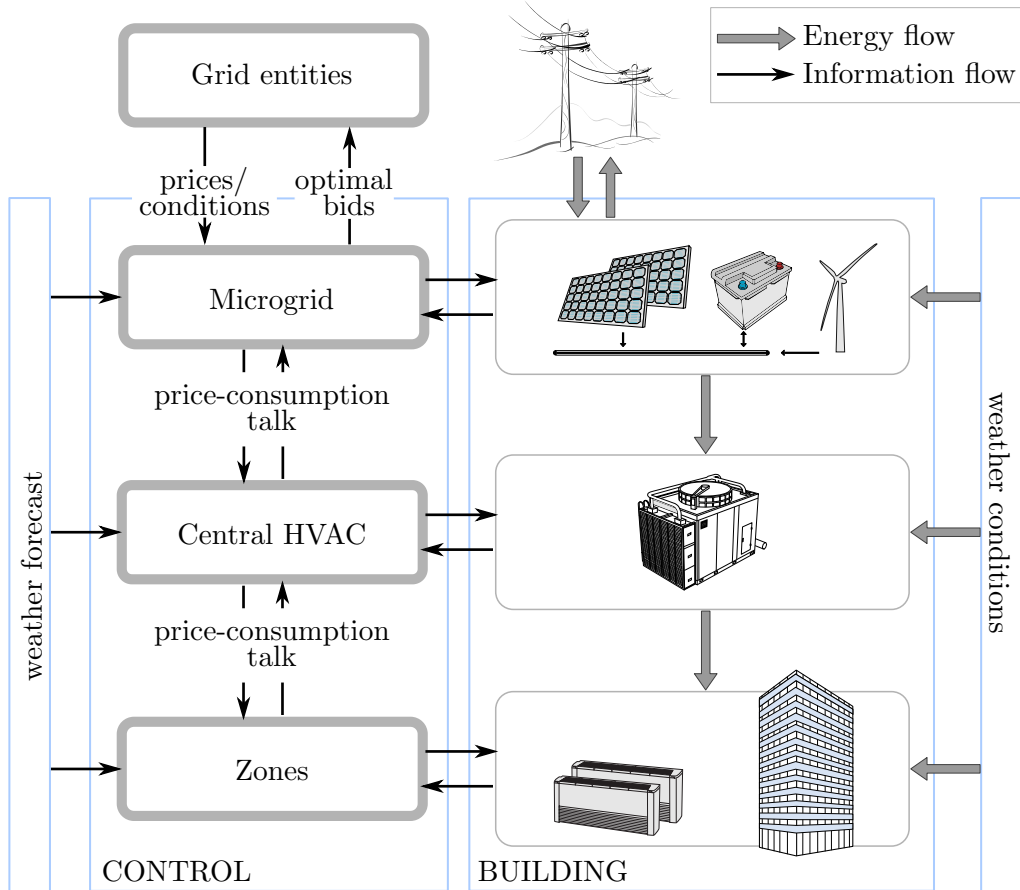 Grid entities
Energy flow
Information flow
prices/
conditions
optimal
bids
Microgrid
price-consumption
talk
Central HVAC
price-consumption
talk
Zones
weather forecast
weather conditions
CONTROL
BUILDING